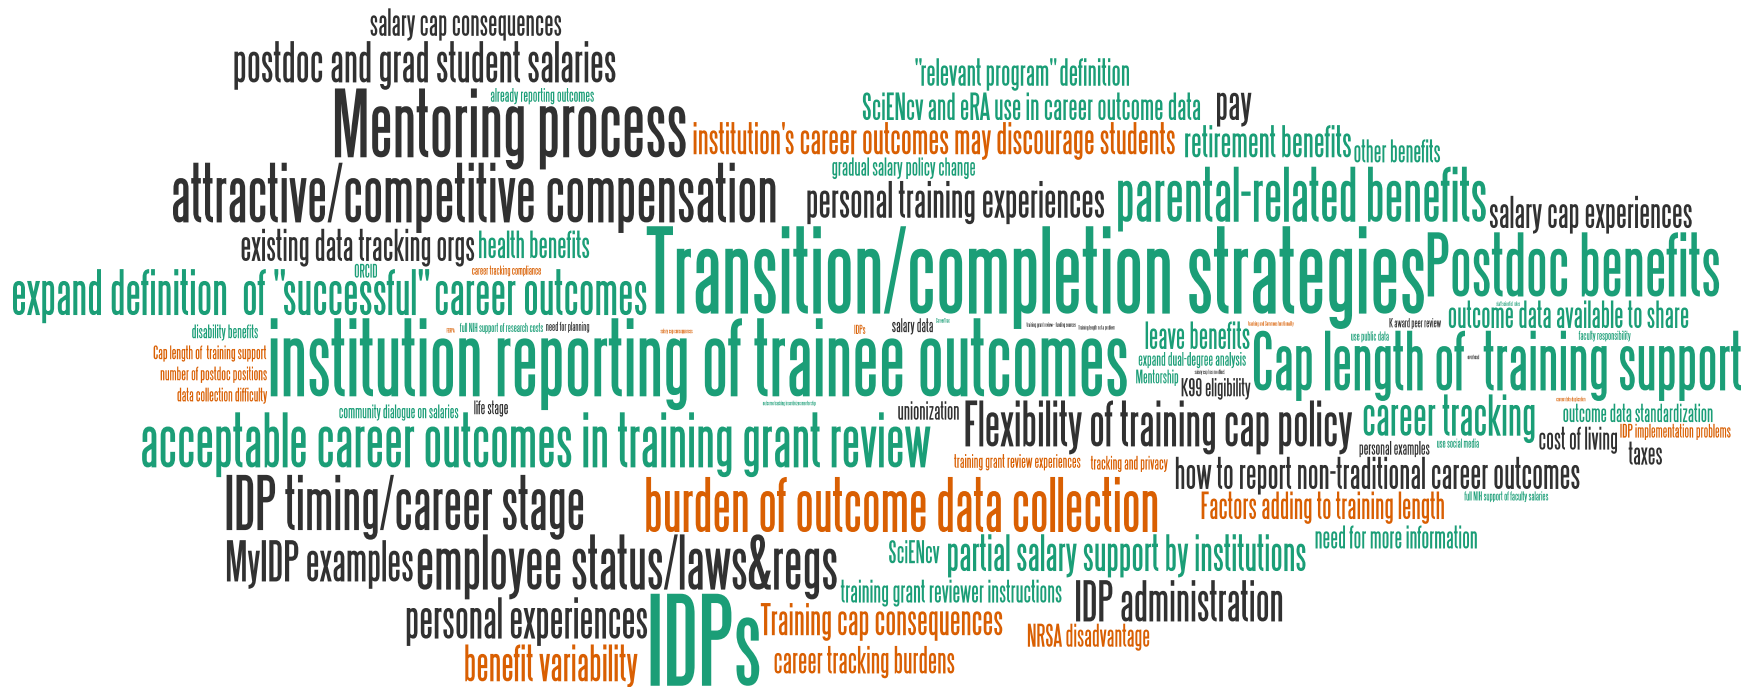 salary cap consequences
postdoc and grad student salaries
"relevant program" definition
already reporting outcomes
Mentoring process
SciENcv and eRA use in career outcome data
pay
institution's career outcomes may discourage students
retirement benefits
other benefits
gradual salary policy change
attractive/competitive compensation
personal training experiences
parental-related benefits
salary cap experiences
existing data tracking orgs
health benefits
Transition/completion strategies
Postdoc benefits
ORCID
career tracking compliance
expand definition of "successful" career outcomes
outcome data available to share
disability benefits
full NIH support of research costs
need for planning
salary cap consequences
IDPs
salary data
K award peer review
leave benefits
use public data
faculty responsibility
Cap length of training support
institution reporting of trainee outcomes
expand dual-degree analysis
Cap length of training support
number of postdoc positions
Mentorship
K99 eligibility
data collection difficulty
community dialogue on salaries
life stage
unionization
Flexibility of training cap policy
career tracking
outcome data standardization
acceptable career outcomes in training grant review
cost of living
IDP implementation problems
personal examples
use social media
taxes
training grant review experiences
tracking and privacy
how to report non-traditional career outcomes
IDP timing/career stage
burden of outcome data collection
Factors adding to training length
full NIH support of faculty salaries
need for more information
MyIDP examples
employee status/laws&regs
SciENcv
partial salary support by institutions
training grant reviewer instructions
IDP administration
personal experiences
IDPs
Training cap consequences
NRSA disadvantage
benefit variability
career tracking burdens